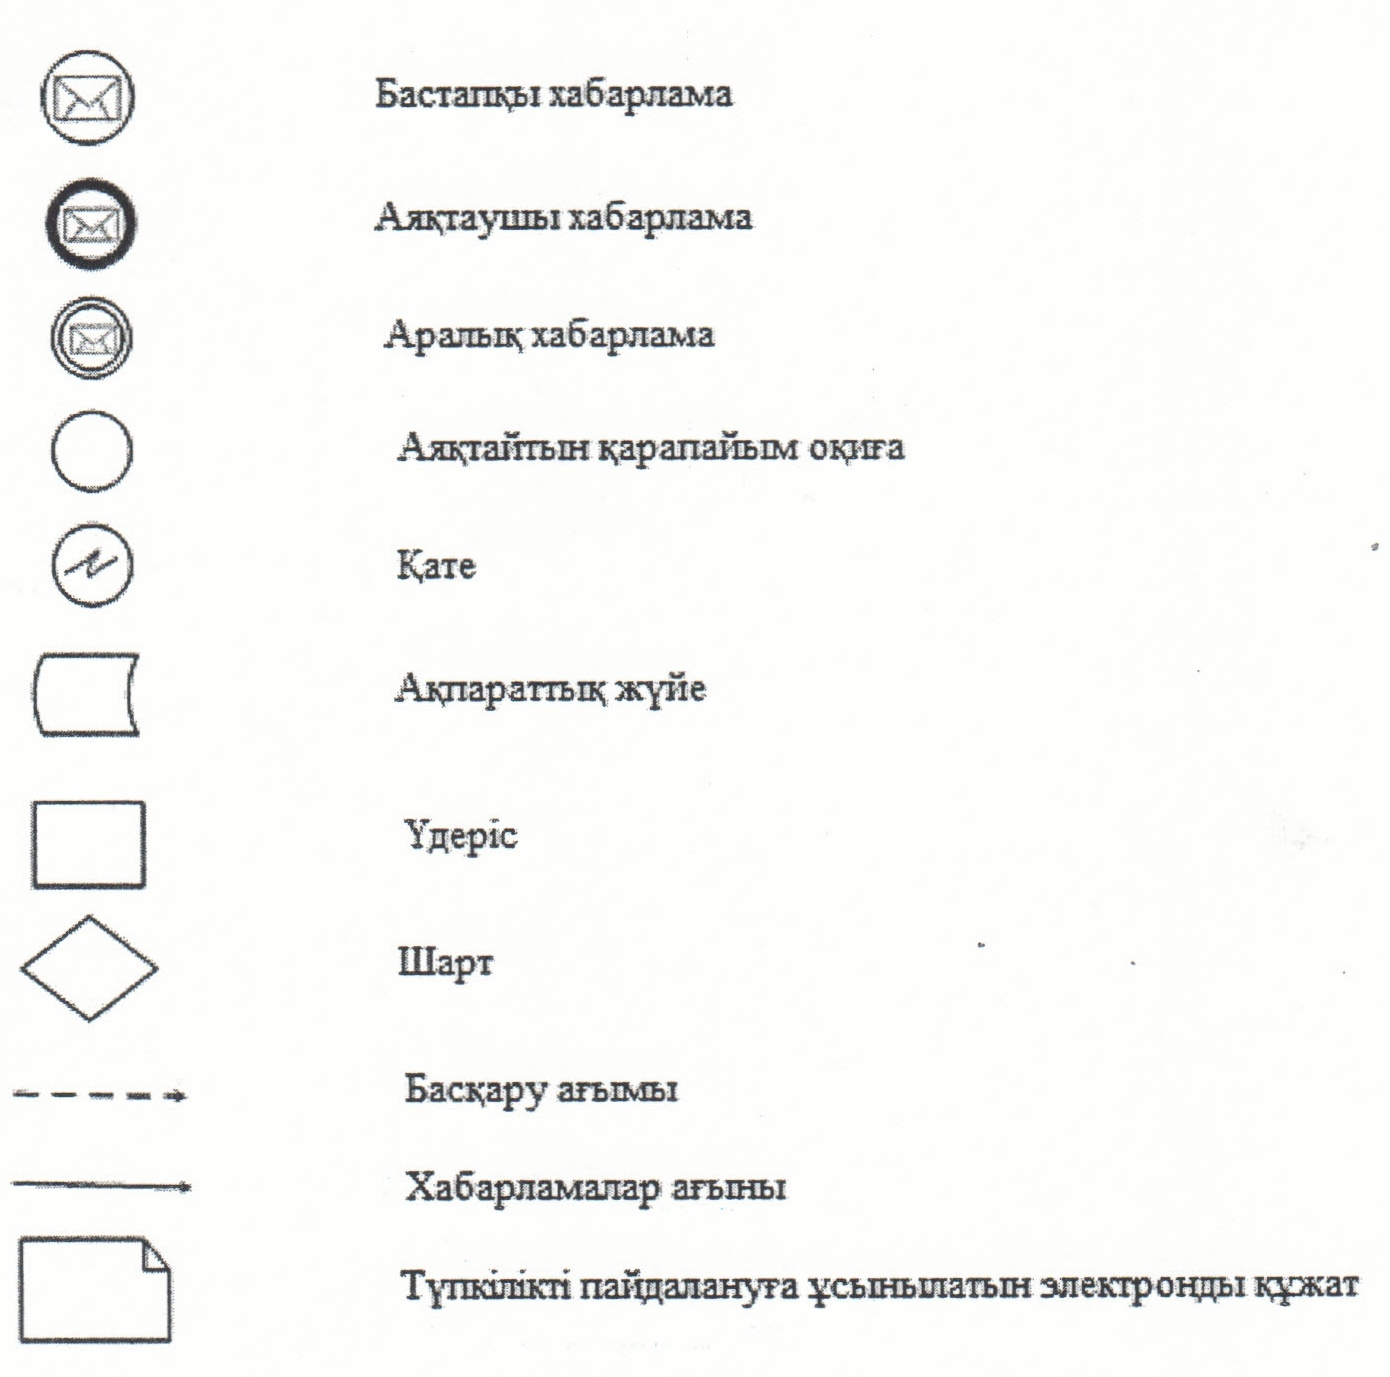 Бастапқы хабарлама
Аяқтаушы хабарлама
Аралық хабарлама
Аяқтайтын қарапайым оқиға
Қате
Ақпараттық жүйе
Үдеріс
Шарт
Басқару ағымы
Хабарламалар ағыны
Түпкілікті пайдалануға ұсынылатын электронды құжат